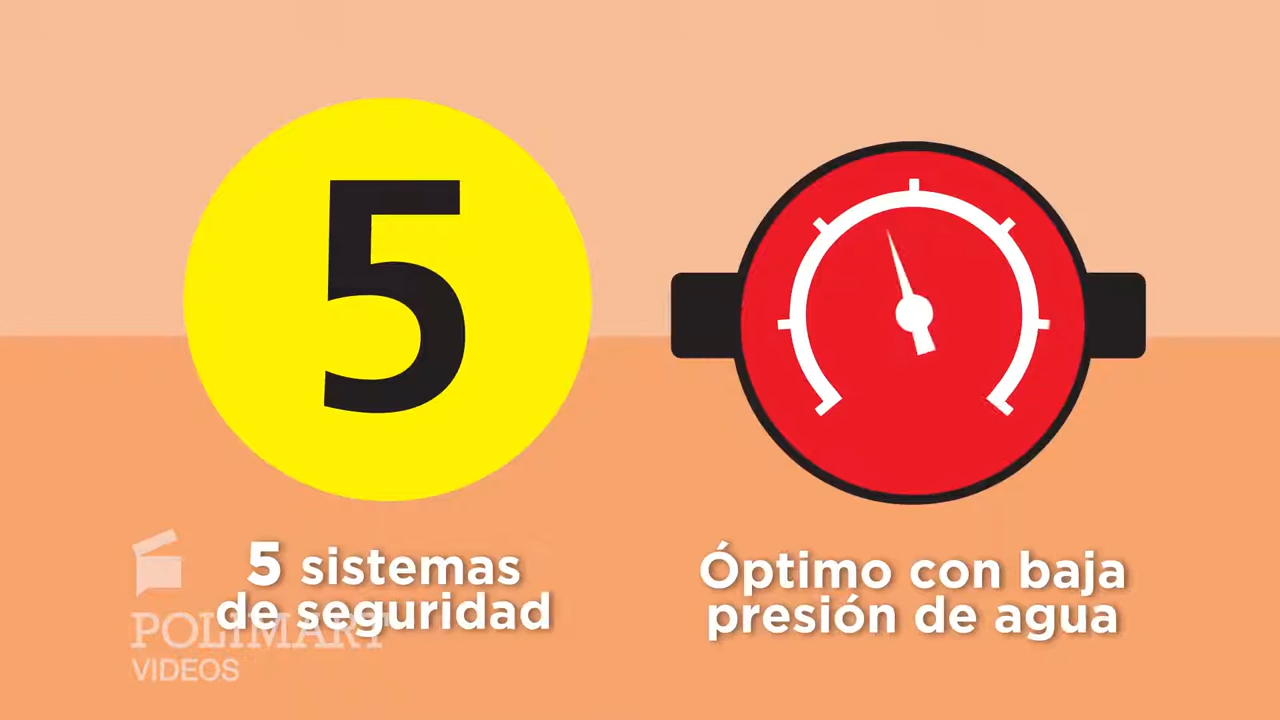 5
5 sistemas
de seguridad
Óptimo con baja
presión de agua
POLIMART
VIDEOS